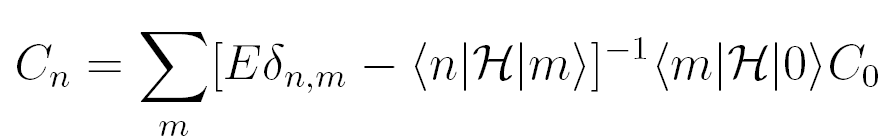 C_n = \sum_m [E\delta_{n,m} - \langle n|\mathcal{H}|m\rangle]^{-1} \langle m|\mathcal{H}|0\rangle C_0